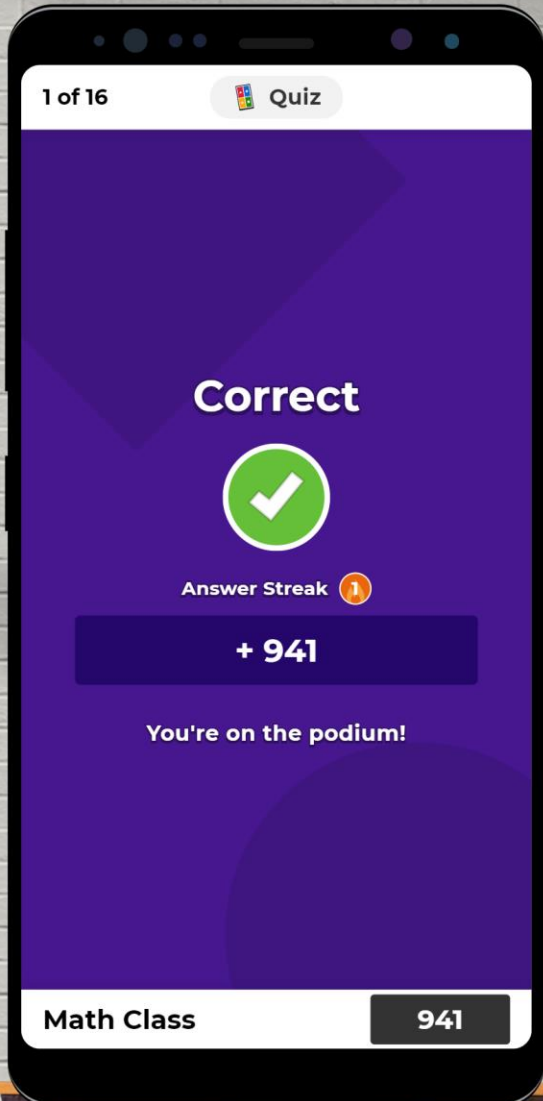 1 of 16
Quiz
Correct
Answer Streak 1
+ 941
You're on the podium!
Math Class
941